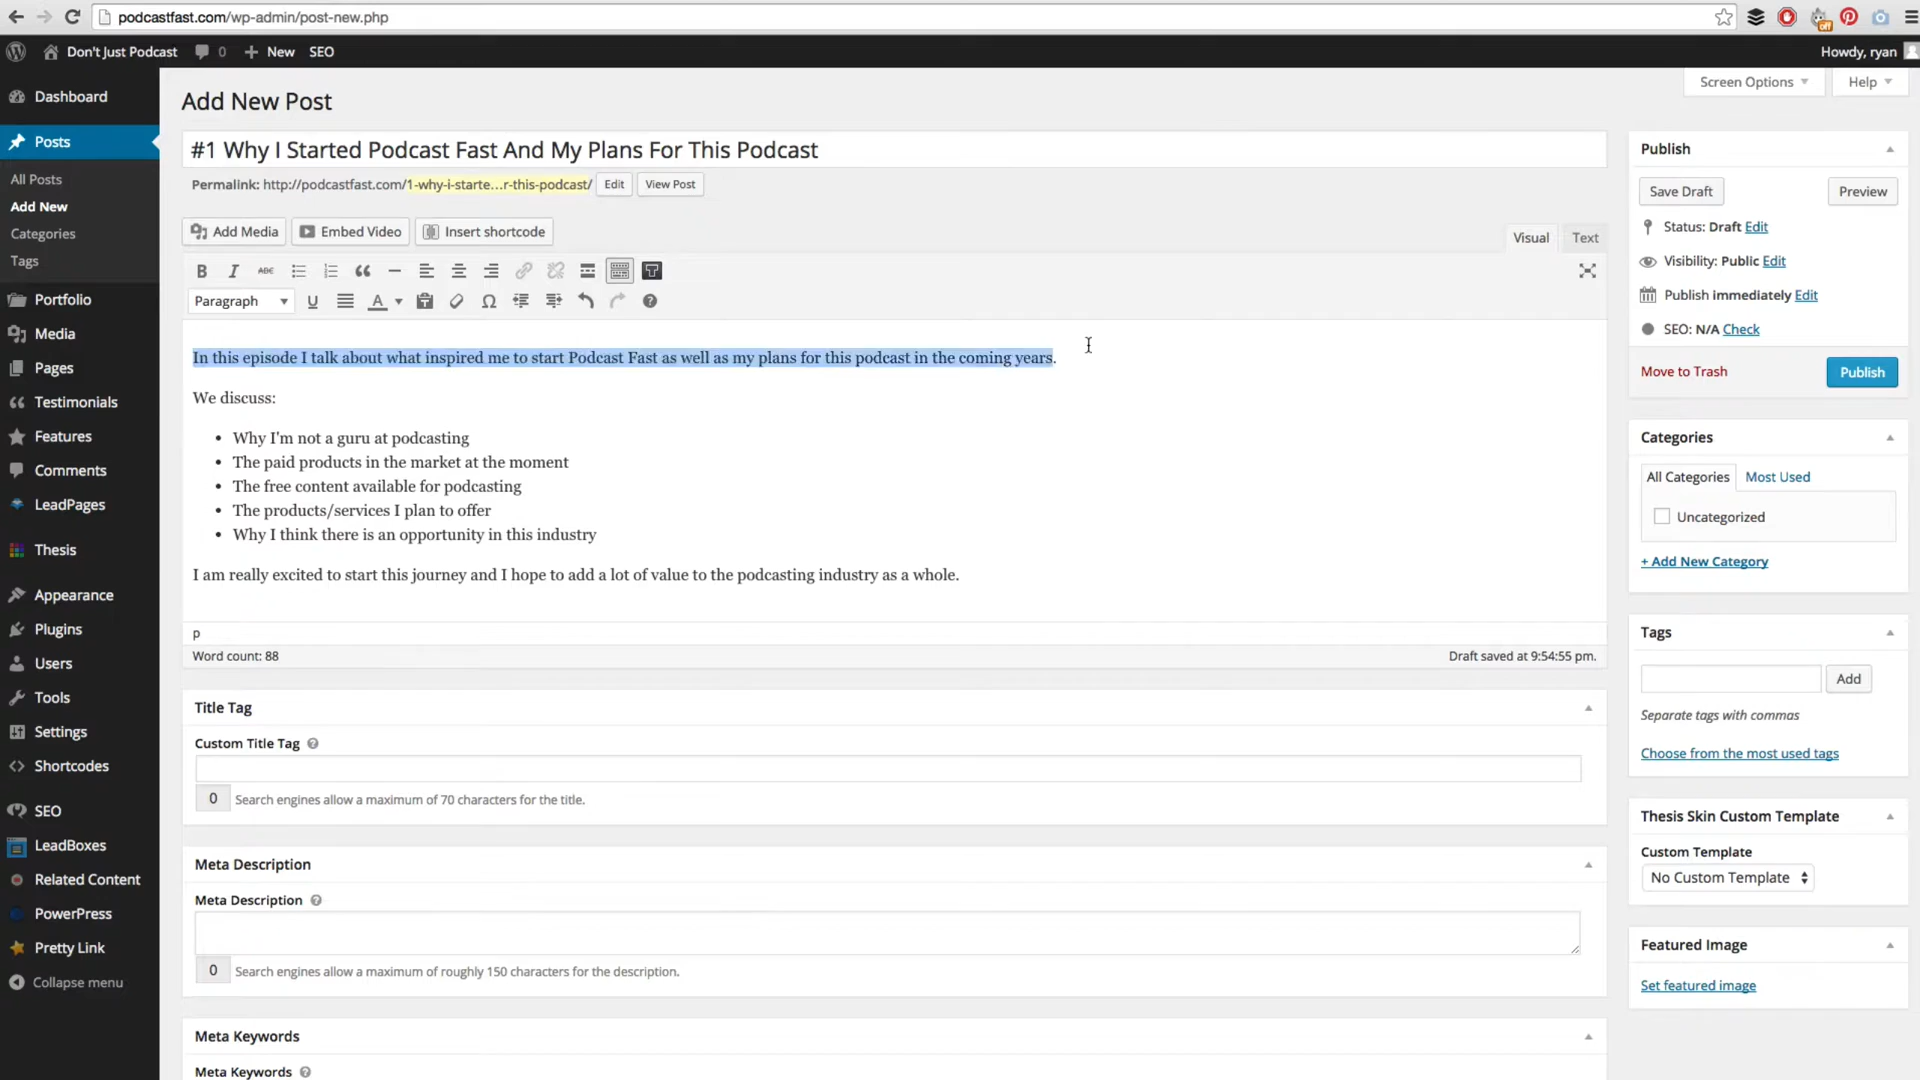 podcastfast.com/wp-admin/post-new.php
off
Don't Just Podcast 0 New SEO Howdy, ryan
Screen Options Help
Dashboard
Posts
All Posts
Add New
Categories
Tags
Portfolio
Media
Pages
Testimonials
Features
Comments
LeadPages
Thesis
Appearance
Plugins
Users
Tools
Settings
Shortcodes
SEO
LeadBoxes
Related Content
PowerPress
Pretty Link
Collapse menu
Add New Post
#1 Why I Started Podcast Fast And My Plans For This Podcast
Permalink: http://podcastfast.com/1-why-i-starte...r-this-podcast/ Edit View Post
Add Media Embed Video Insert shortcode Visual Text
B I ABC
Paragraph U A Ω
In this episode I talk about what inspired me to start Podcast Fast as well as my plans for this podcast in the coming years.
We discuss:
• Why I'm not a guru at podcasting
• The paid products in the market at the moment
• The free content available for podcasting
• The products/services I plan to offer
• Why I think there is an opportunity in this industry
I am really excited to start this journey and I hope to add a lot of value to the podcasting industry as a whole.
p
Word count: 88 Draft saved at 9:54:55 pm.
Title Tag
Custom Title Tag ?
0 Search engines allow a maximum of 70 characters for the title.
Meta Description
Meta Description ?
0 Search engines allow a maximum of roughly 150 characters for the description.
Meta Keywords
Meta Keywords ?
Publish
Save Draft Preview
Status: Draft Edit
Visibility: Public Edit
Publish immediately Edit
SEO: N/A Check
Move to Trash Publish
Categories
All Categories Most Used
Uncategorized
+ Add New Category
Tags
Add
Separate tags with commas
Choose from the most used tags
Thesis Skin Custom Template
Custom Template
No Custom Template
Featured Image
Set featured image